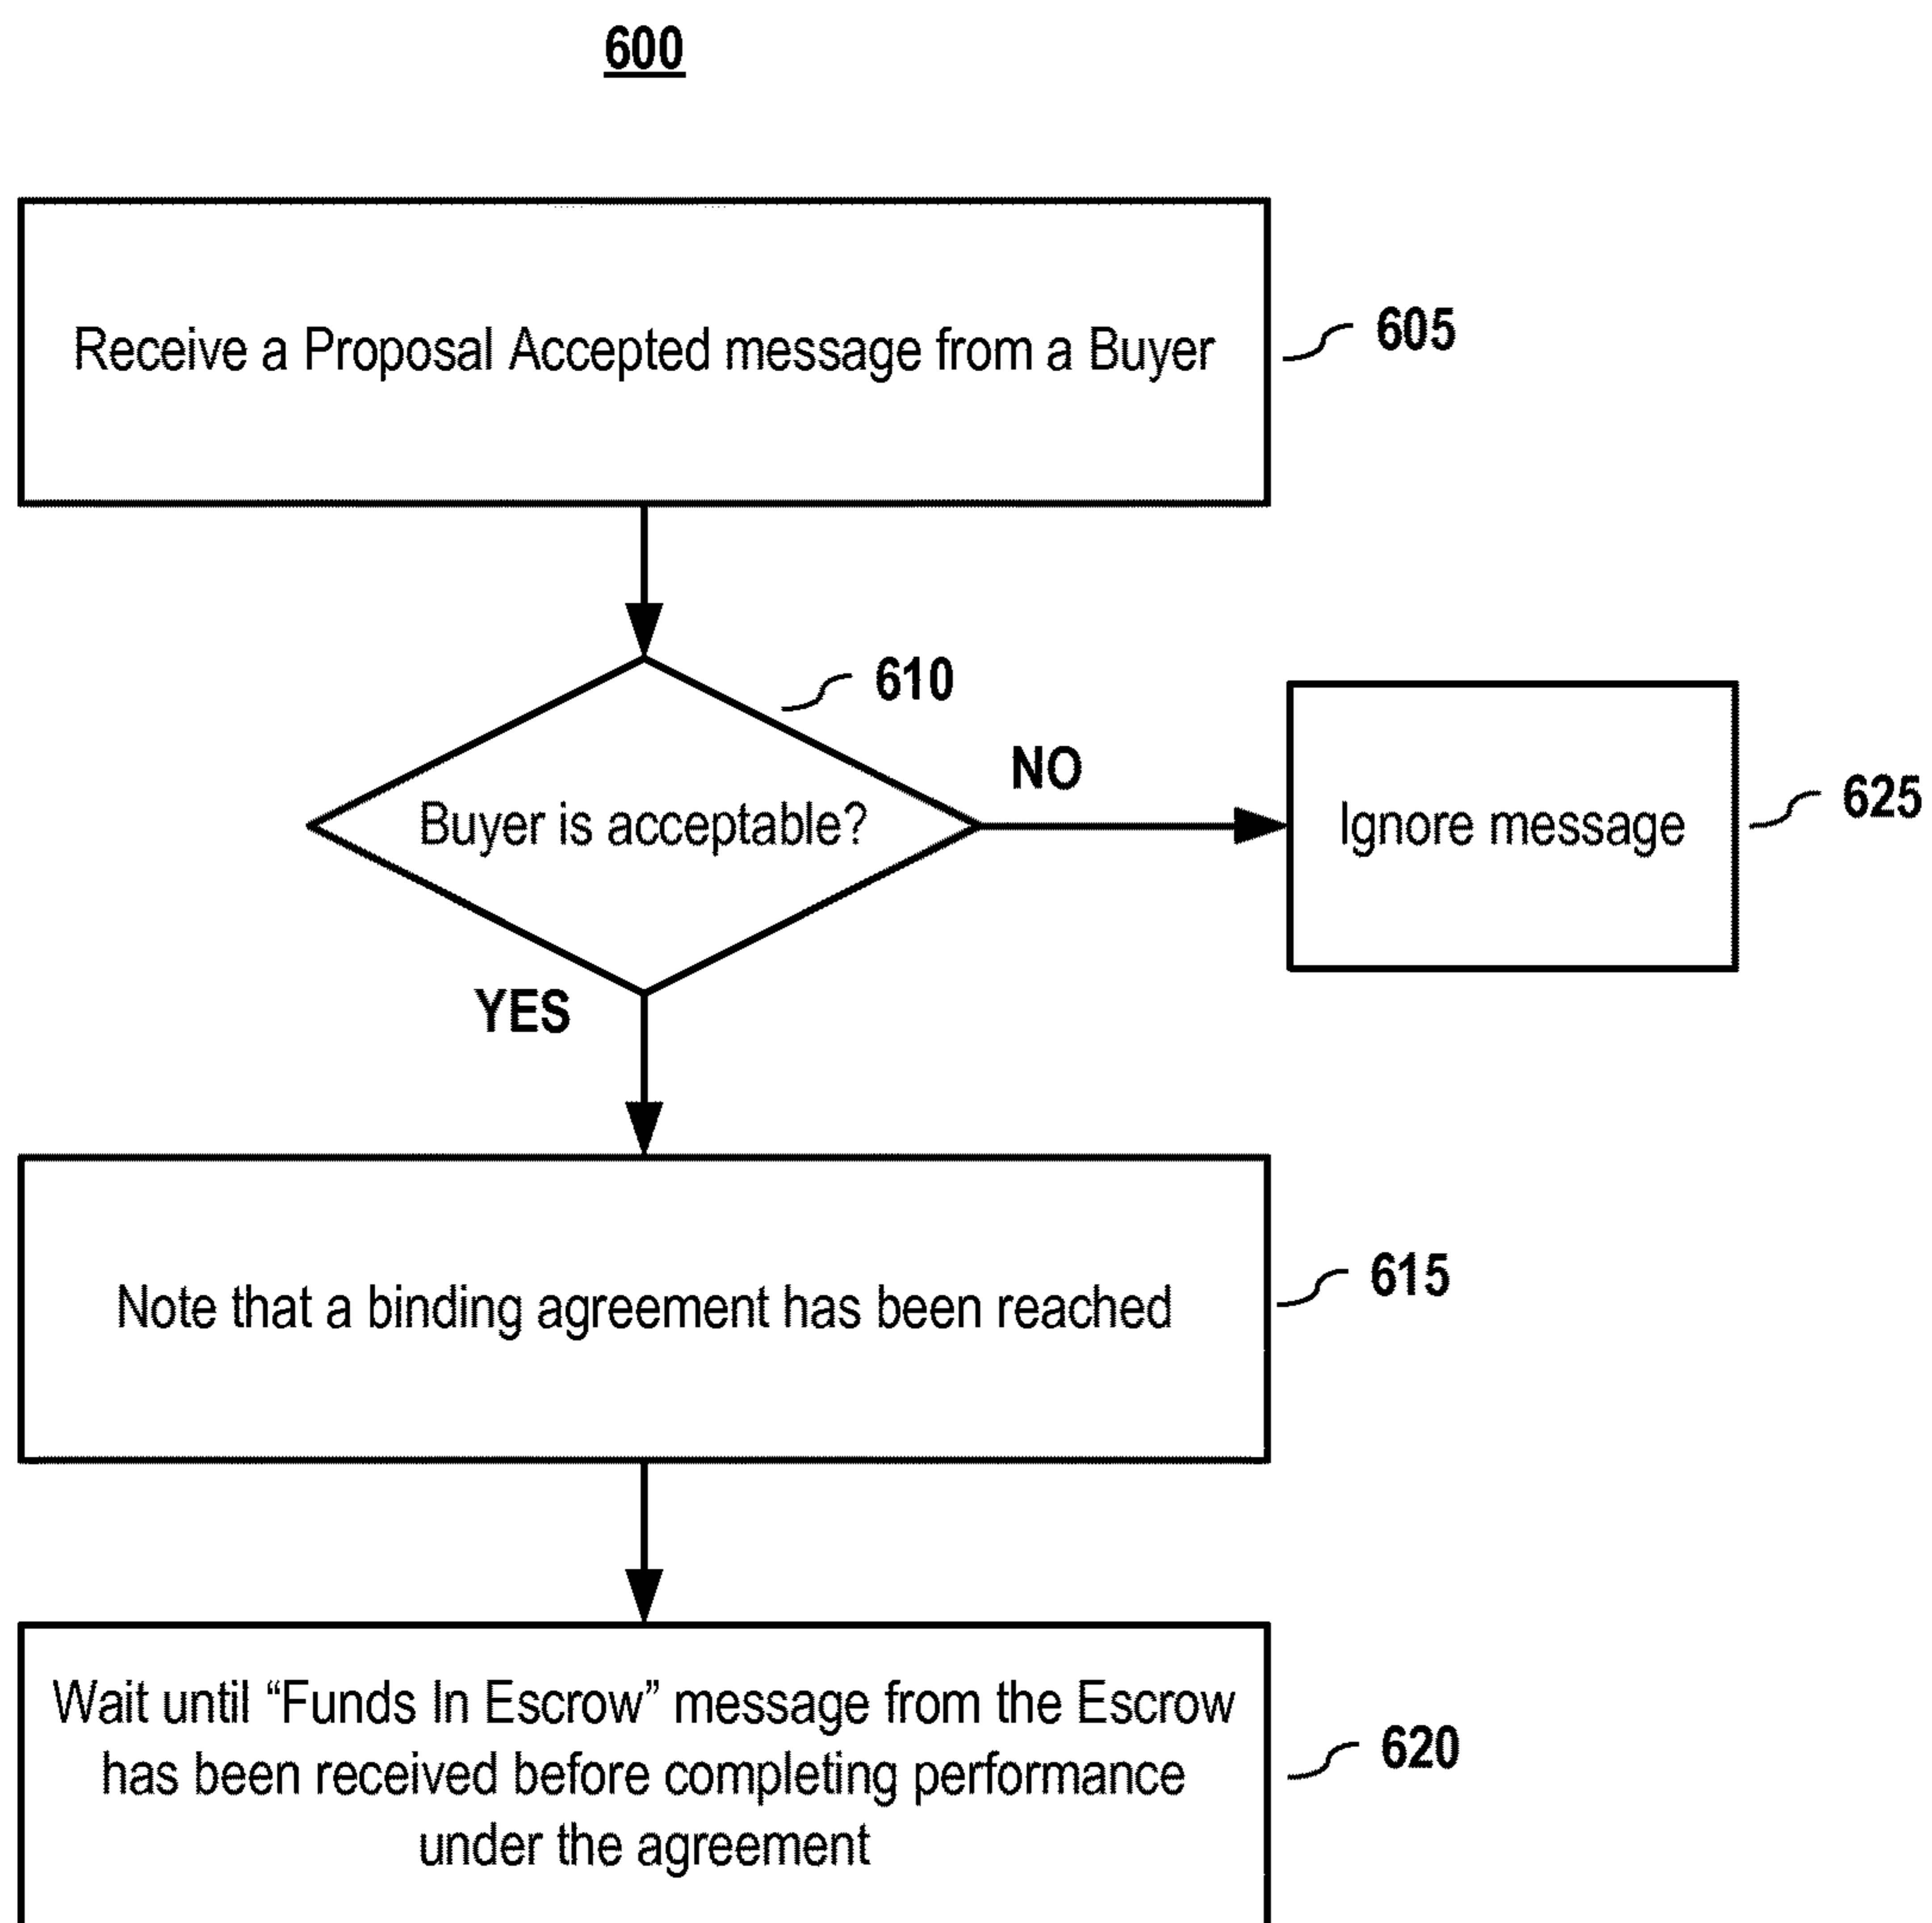 600
Receive a Proposal Accepted message from a Buyer
605
610
Buyer is acceptable?
NO
Ignore message
625
YES
Note that a binding agreement has been reached
615
Wait until “Funds In Escrow” message from the Escrow
has been received before completing performance
under the agreement
620